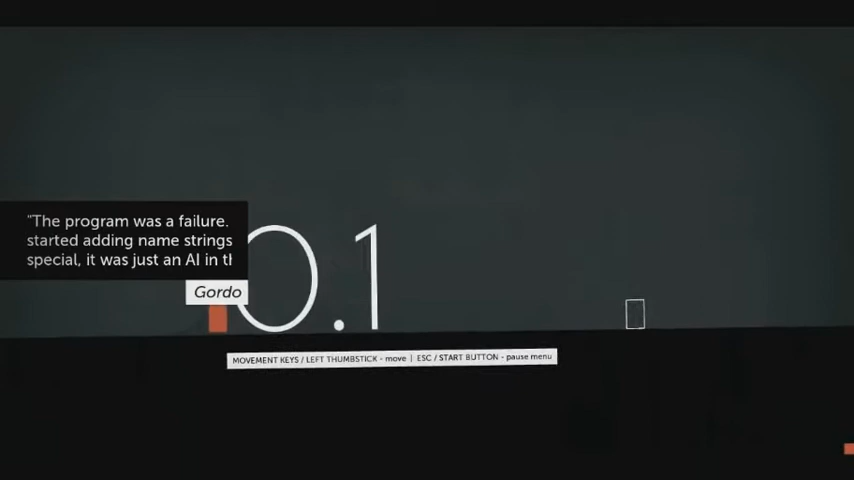 "The program was a failure.
started adding name strings
special, it was just an AI in
Gordo
0.1
MOVEMENT KEYS / LEFT THUMBSTICK - move | ESC / START BUTTON - pause menu